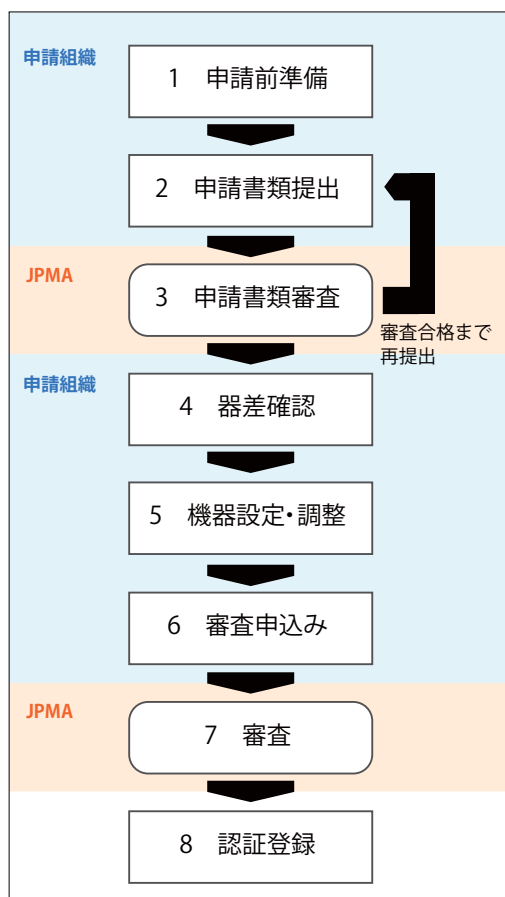 申請組織
1 申請前準備
2 申請書類提出
JPMA
3 申請書類審査
審査合格まで
再提出
申請組織
4 器差確認
5 機器設定・調整
6 審査申込み
JPMA
7 審査
8 認証登録